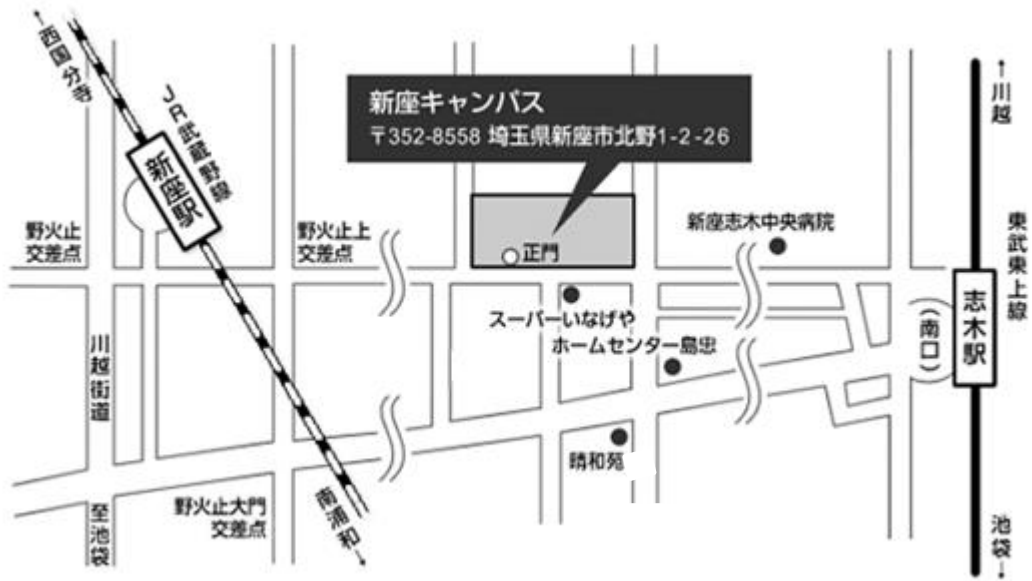 ←西国分寺
JR武蔵野線
新座駅
新座キャンパス
〒352-8558 埼玉県新座市北野1-2-26
←川越
野火止
交差点
野火止上
交差点
正門
新座志木中央病院
東武東上線
スーパーいなげや
ホームセンター島忠
志木駅
(南口)
川越街道
晴和苑
野火止大門
交差点
至池袋
南浦和→
池袋→